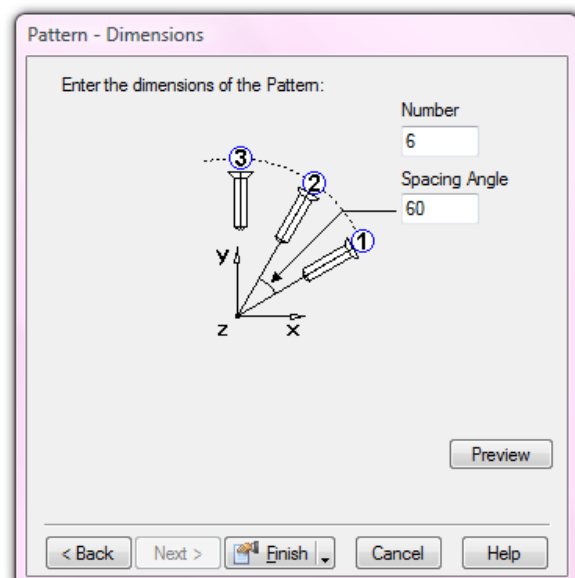 Pattern - Dimensions
Enter the dimensions of the Pattern:
Number
6
Spacing Angle
60
3
2
1
y
z
x
Preview
< Back
Next >
Finish
Cancel
Help